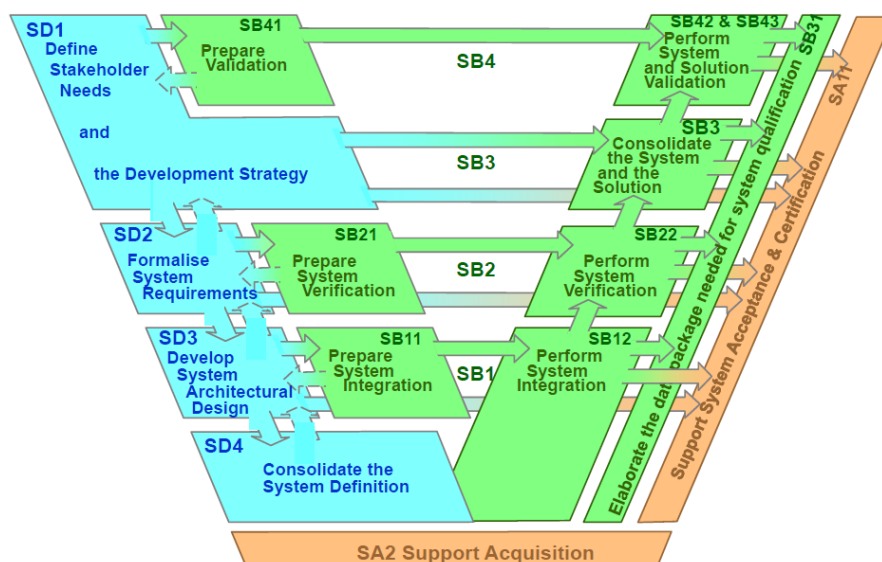 SD1
Define
Stakeholder
Needs
and
the Development Strategy
SB41
Prepare
Validation
SB4
SB42 & SB43
Perform
System
and Solution
Validation
SB3
SB3
Consolidate
the System
and the
Solution
SD2
Formalise
System
Requirements
SB21
Prepare
System
Verification
SB2
SB22
Perform
System
Verification
SD3
Develop
System
Architectural
Design
SB11
Prepare
System
Integration
SB1
SB12
Perform
System
Integration
SD4
Consolidate the
System Definition
Elaborate the data package needed for system qualification
SB31
Support System Acceptance & Certification
SA11
SA2 Support Acquisition